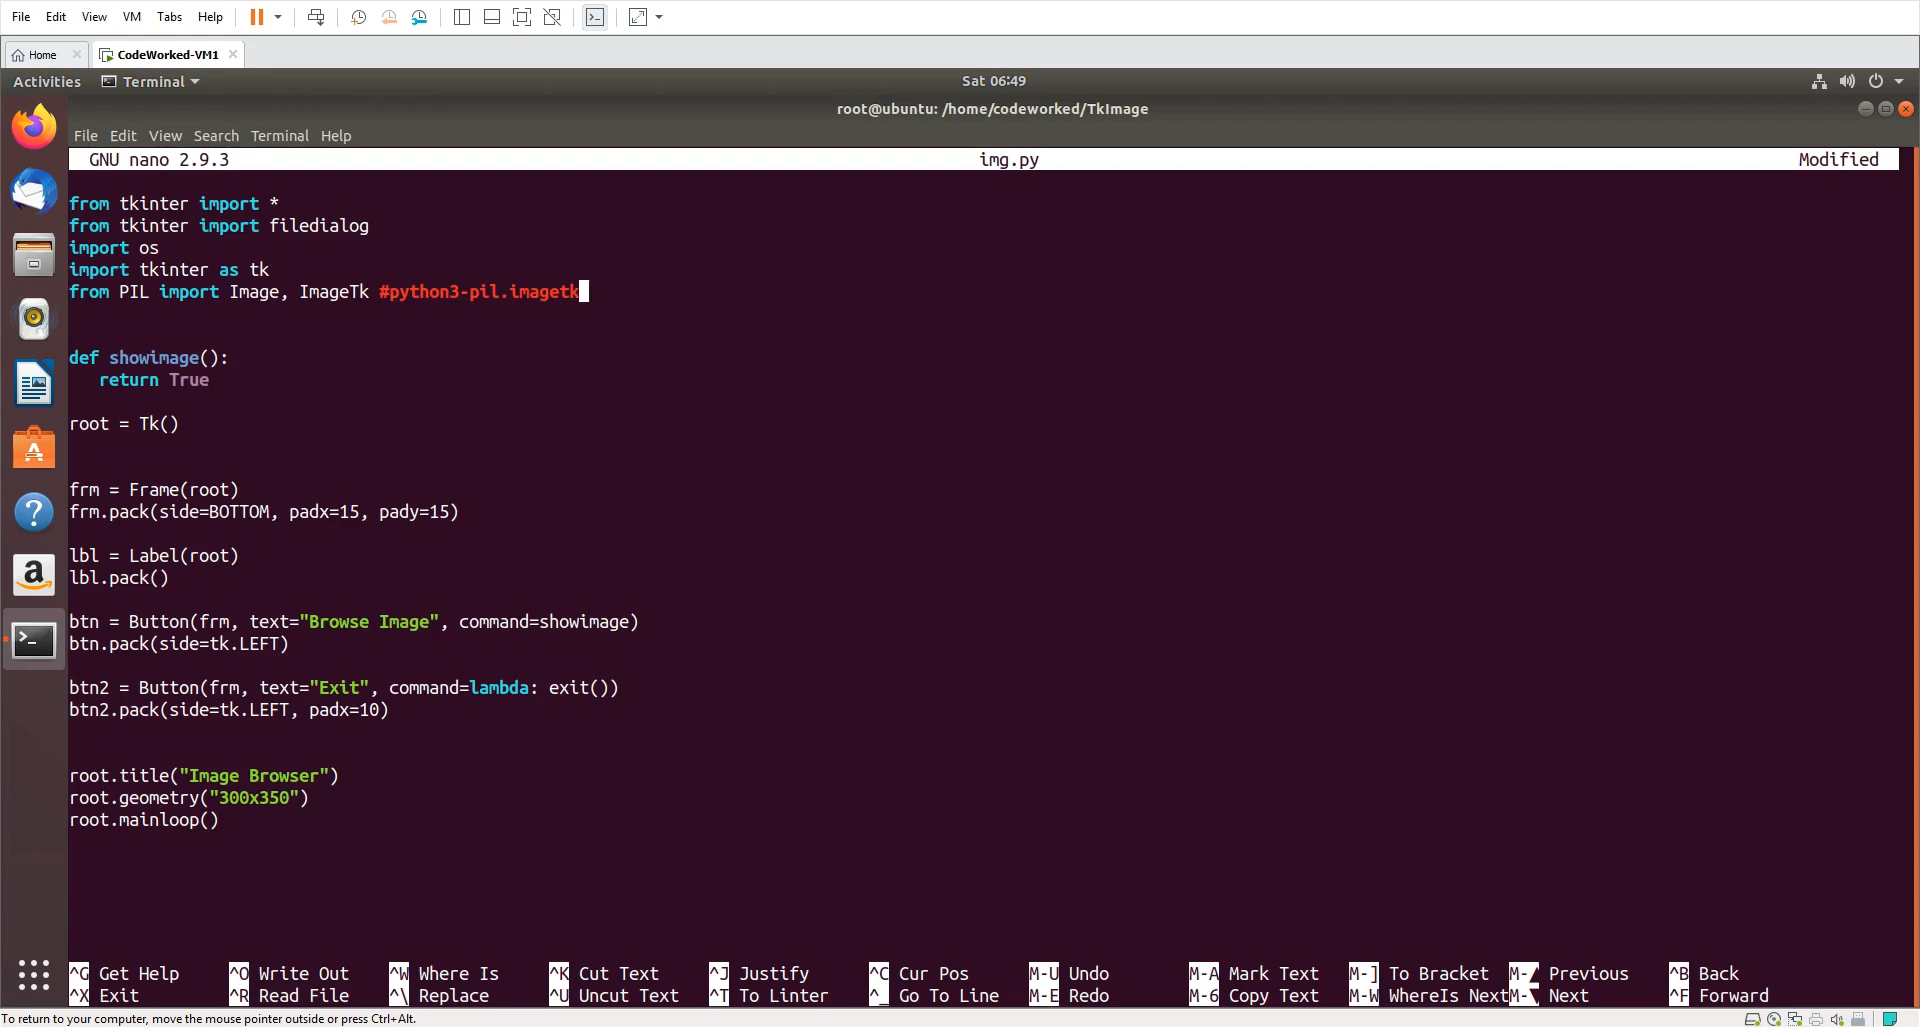 File Edit View VM Tabs Help
Home CodeWorked-VM1
Activities Terminal Sat 06:49
root@ubuntu: /home/codeworked/TkImage
File Edit View Search Terminal Help
GNU nano 2.9.3 img.py Modified
from tkinter import *
from tkinter import filedialog
import os
import tkinter as tk
from PIL import Image, ImageTk #python3-pil.imagetk
def showimage():
   return True
root = Tk()
frm = Frame(root)
frm.pack(side=BOTTOM, padx=15, pady=15)
lbl = Label(root)
lbl.pack()
btn = Button(frm, text="Browse Image", command=showimage)
btn.pack(side=tk.LEFT)
btn2 = Button(frm, text="Exit", command=lambda: exit())
btn2.pack(side=tk.LEFT, padx=10)
root.title("Image Browser")
root.geometry("300x350")
root.mainloop()
^G Get Help ^O Write Out ^W Where Is ^K Cut Text ^J Justify ^C Cur Pos M-U Undo M-A Mark Text M-] To Bracket M-▲ Previous ^B Back
^X Exit ^R Read File ^\ Replace ^U Uncut Text ^T To Linter ^_ Go To Line M-E Redo M-6 Copy Text M-W WhereIs Next M-▼ Next ^F Forward
To return to your computer, move the mouse pointer outside or press Ctrl+Alt.